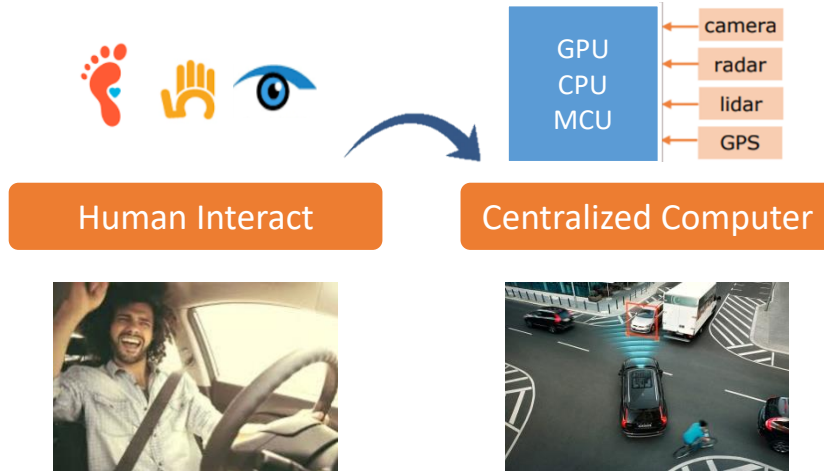 GPU
CPU
MCU
camera
radar
lidar
GPS
Human Interact
Centralized Computer